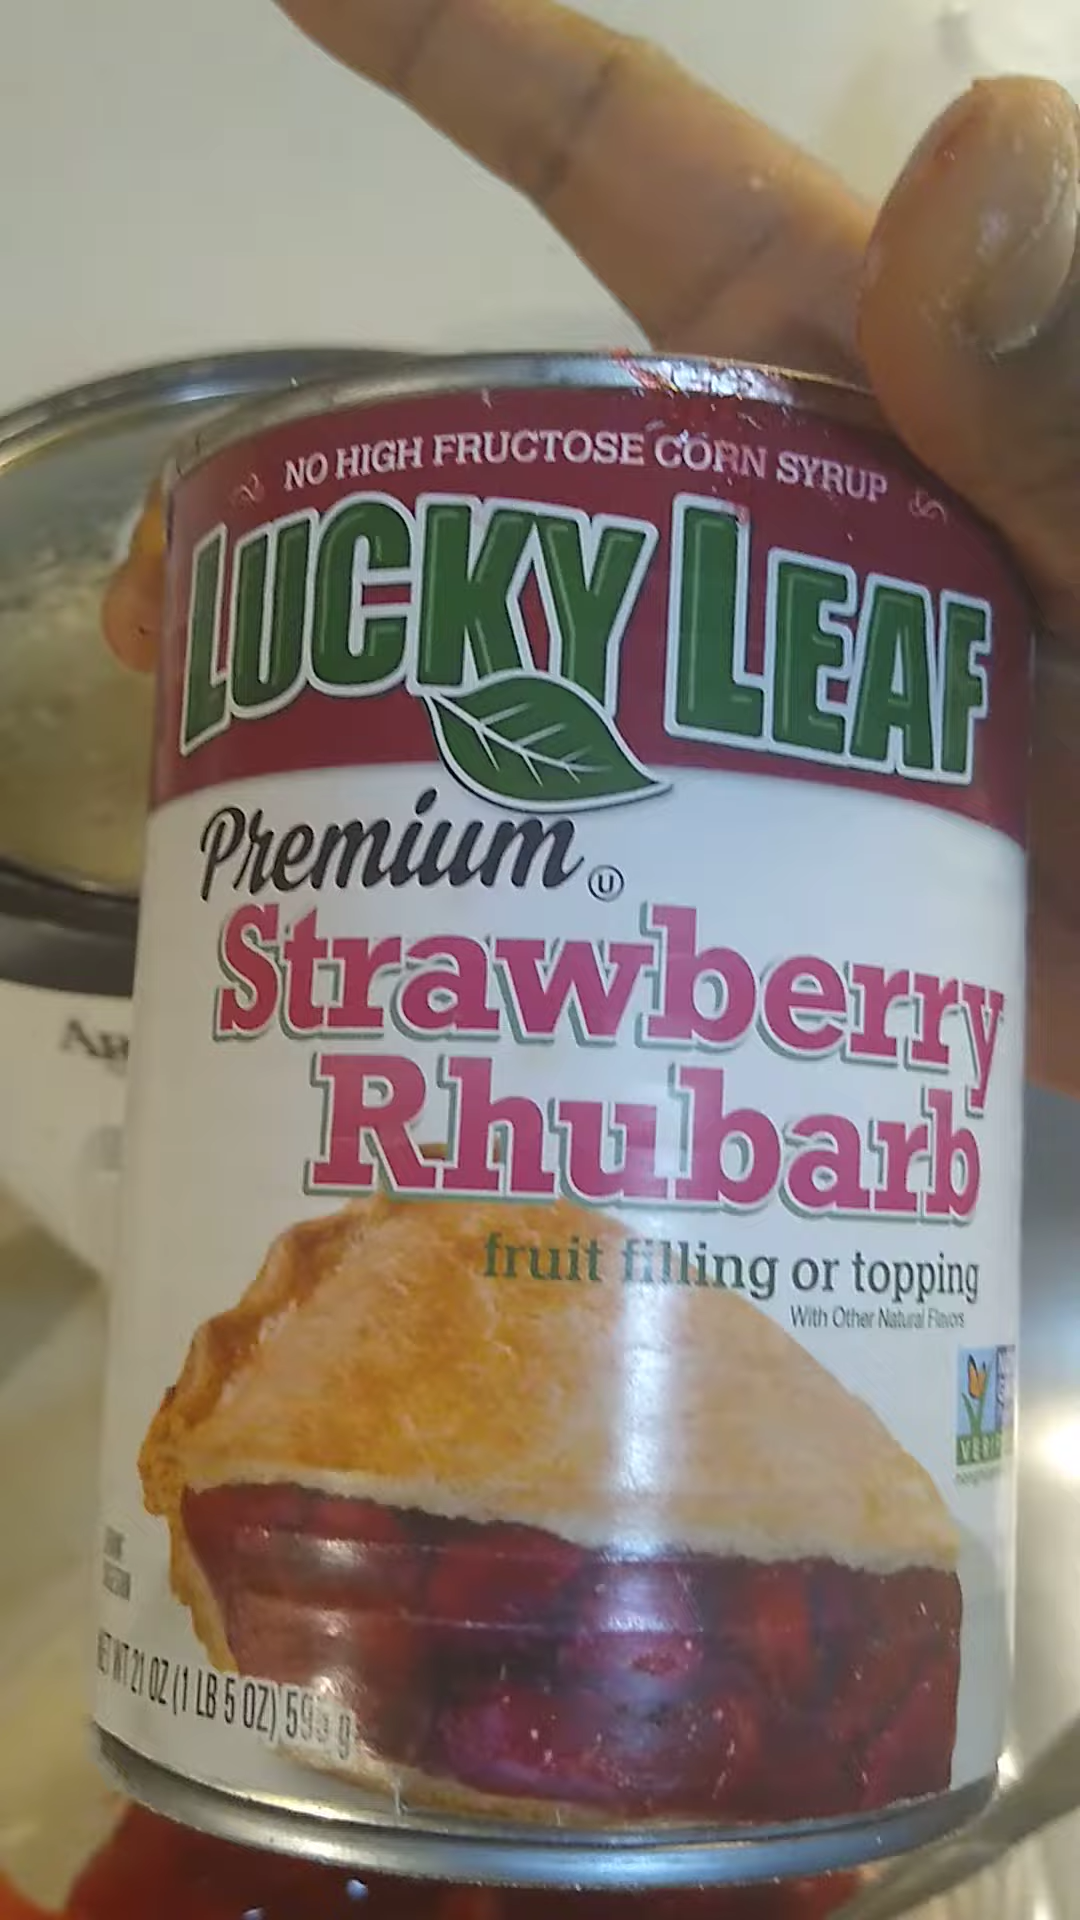 NO HIGH FRUCTOSE CORN SYRUP
LUCKY LEAF
Premium U
Strawberry
Rhubarb
fruit filling or topping
With Other Natural Flavors
NET WT 21 OZ (1 LB 5 OZ)